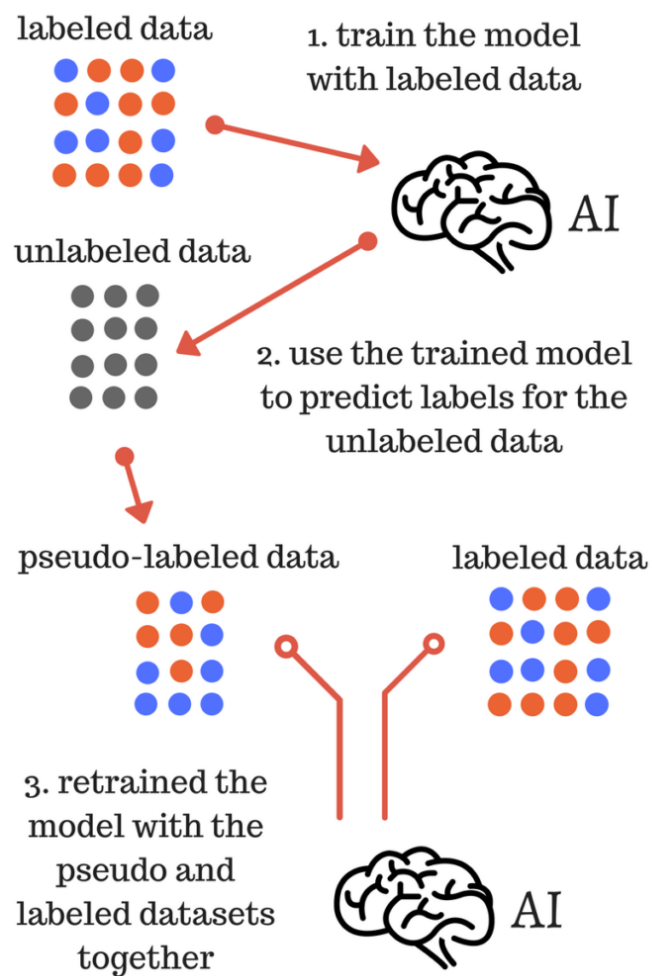 labeled data
1. train the model
with labeled data
AI
unlabeled data
2. use the trained model
to predict labels for the
unlabeled data
pseudo-labeled data
labeled data
3. retrained the
model with the
pseudo and
labeled datasets
together
AI